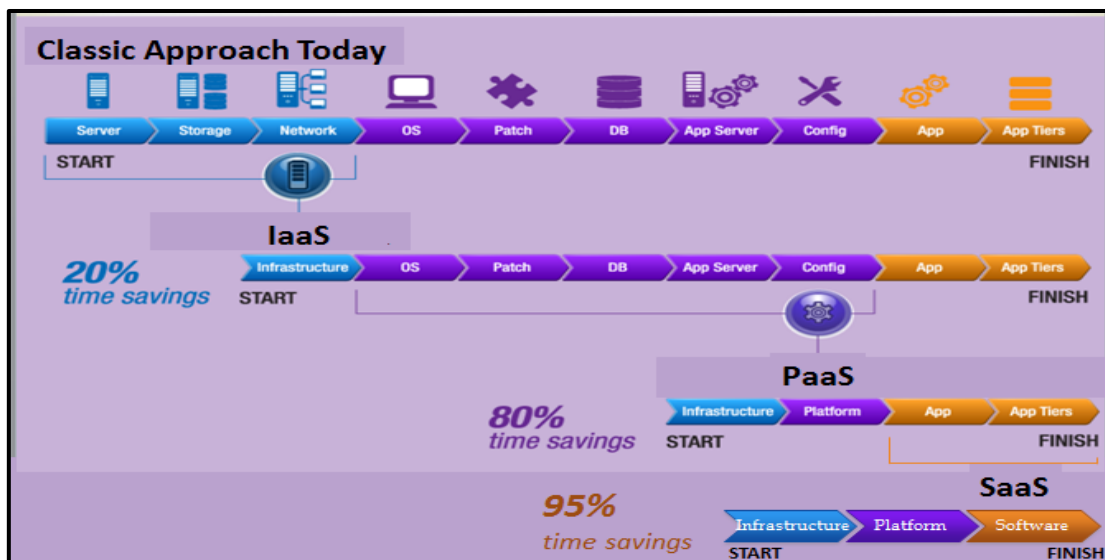 Classic Approach Today
Server Storage Network OS Patch DB App Server Config App App Tiers
START FINISH
IaaS
20%
time savings
Infrastructure OS Patch DB App Server Config App App Tiers
START FINISH
PaaS
80%
time savings
Infrastructure Platform App App Tiers
START FINISH
SaaS
95%
time savings
Infrastructure Platform Software
START FINISH